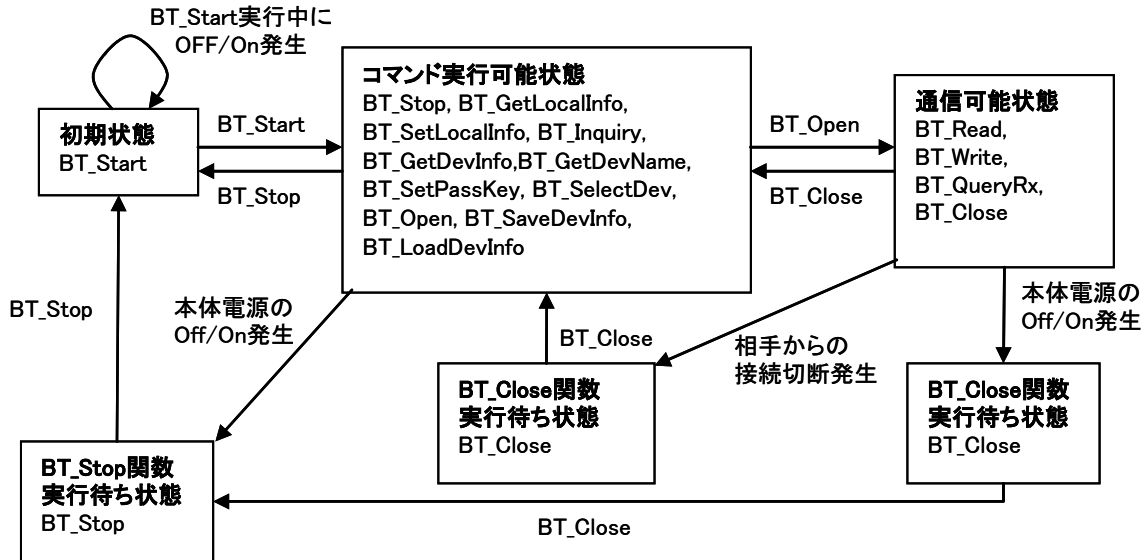 BT_Start実行中に
OFF/On発生
初期状態
BT_Start
BT_Start
BT_Stop
コマンド実行可能状態
BT_Stop, BT_GetLocalInfo,
BT_SetLocalInfo, BT_Inquiry,
BT_GetDevInfo,BT_GetDevName,
BT_SetPassKey, BT_SelectDev,
BT_Open, BT_SaveDevInfo,
BT_LoadDevInfo
BT_Open
BT_Close
通信可能状態
BT_Read,
BT_Write,
BT_QueryRx,
BT_Close
BT_Stop
本体電源の
Off/On発生
BT_Close
相手からの
接続切断発生
本体電源の
Off/On発生
BT_Close関数
実行待ち状態
BT_Close
BT_Close関数
実行待ち状態
BT_Close
BT_Stop関数
実行待ち状態
BT_Stop
BT_Close